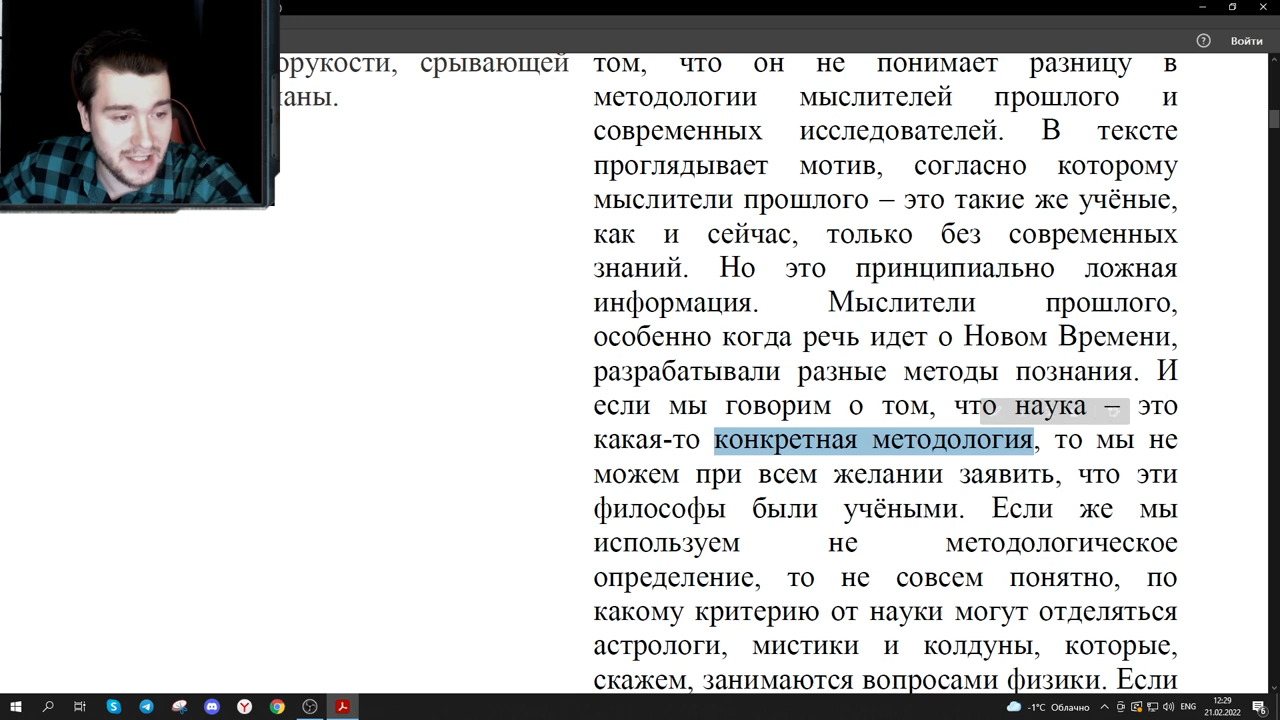 Войти
орукости, срывающей
ланы.
том, что он не понимает разницу в
методологии мыслителей прошлого и
современных исследователей. В тексте
проглядывает мотив, согласно которому
мыслители прошлого – это такие же учёные,
как и сейчас, только без современных
знаний. Но это принципиально ложная
информация. Мыслители прошлого,
особенно когда речь идет о Новом Времени,
разрабатывали разные методы познания. И
если мы говорим о том, что наука – это
какая-то конкретная методология, то мы не
можем при всем желании заявить, что эти
философы были учёными. Если же мы
используем не методологическое
определение, то не совсем понятно, по
какому критерию от науки могут отделяться
астрологи, мистики и колдуны, которые,
скажем, занимаются вопросами физики. Если
-1°C Облачно
ENG
12:29
21.02.2022
6